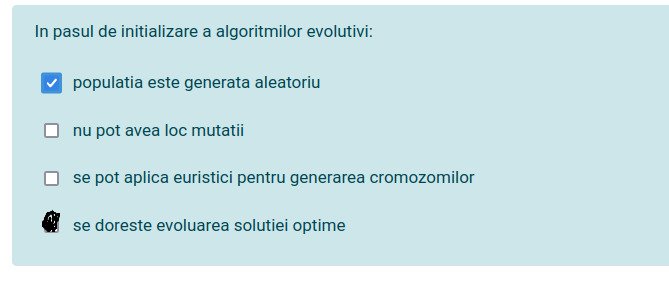 In pasul de initializare a algoritmilor evolutivi:
populatia este generata aleatoriu
nu pot avea loc mutatii
se pot aplica euristici pentru generarea cromozomilor
se doreste evoluarea solutiei optime